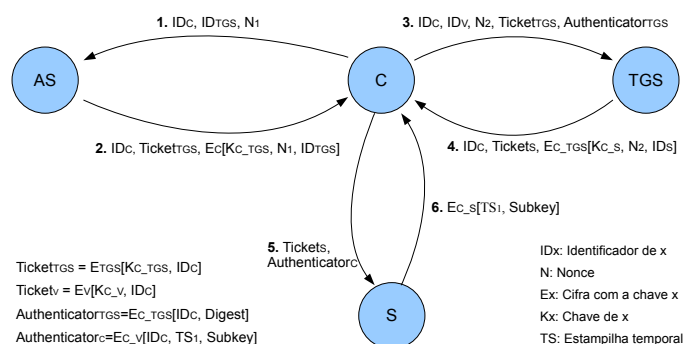 1. IDC, IDTGS, N1
3. IDC, IDV, N2, TicketTGS, AuthenticatorTGS
AS
C
TGS
2. IDC, TicketTGS, EC[KC_TGS, N1, IDTGS]
4. IDC, TicketS, EC_TGS[KC_S, N2, IDS]
6. EC_S[TS1, Subkey]
5. TicketS,
AuthenticatorC
S
TicketTGS = ETGS[KC_TGS, IDC]
TicketV = EV[KC_V, IDC]
AuthenticatorTGS=EC_TGS[IDC, Digest]
AuthenticatorC=EC_V[IDC, TS1, Subkey]
IDx: Identificador de x
N: Nonce
Ex: Cifra com a chave x
Kx: Chave de x
TS: Estampilha temporal